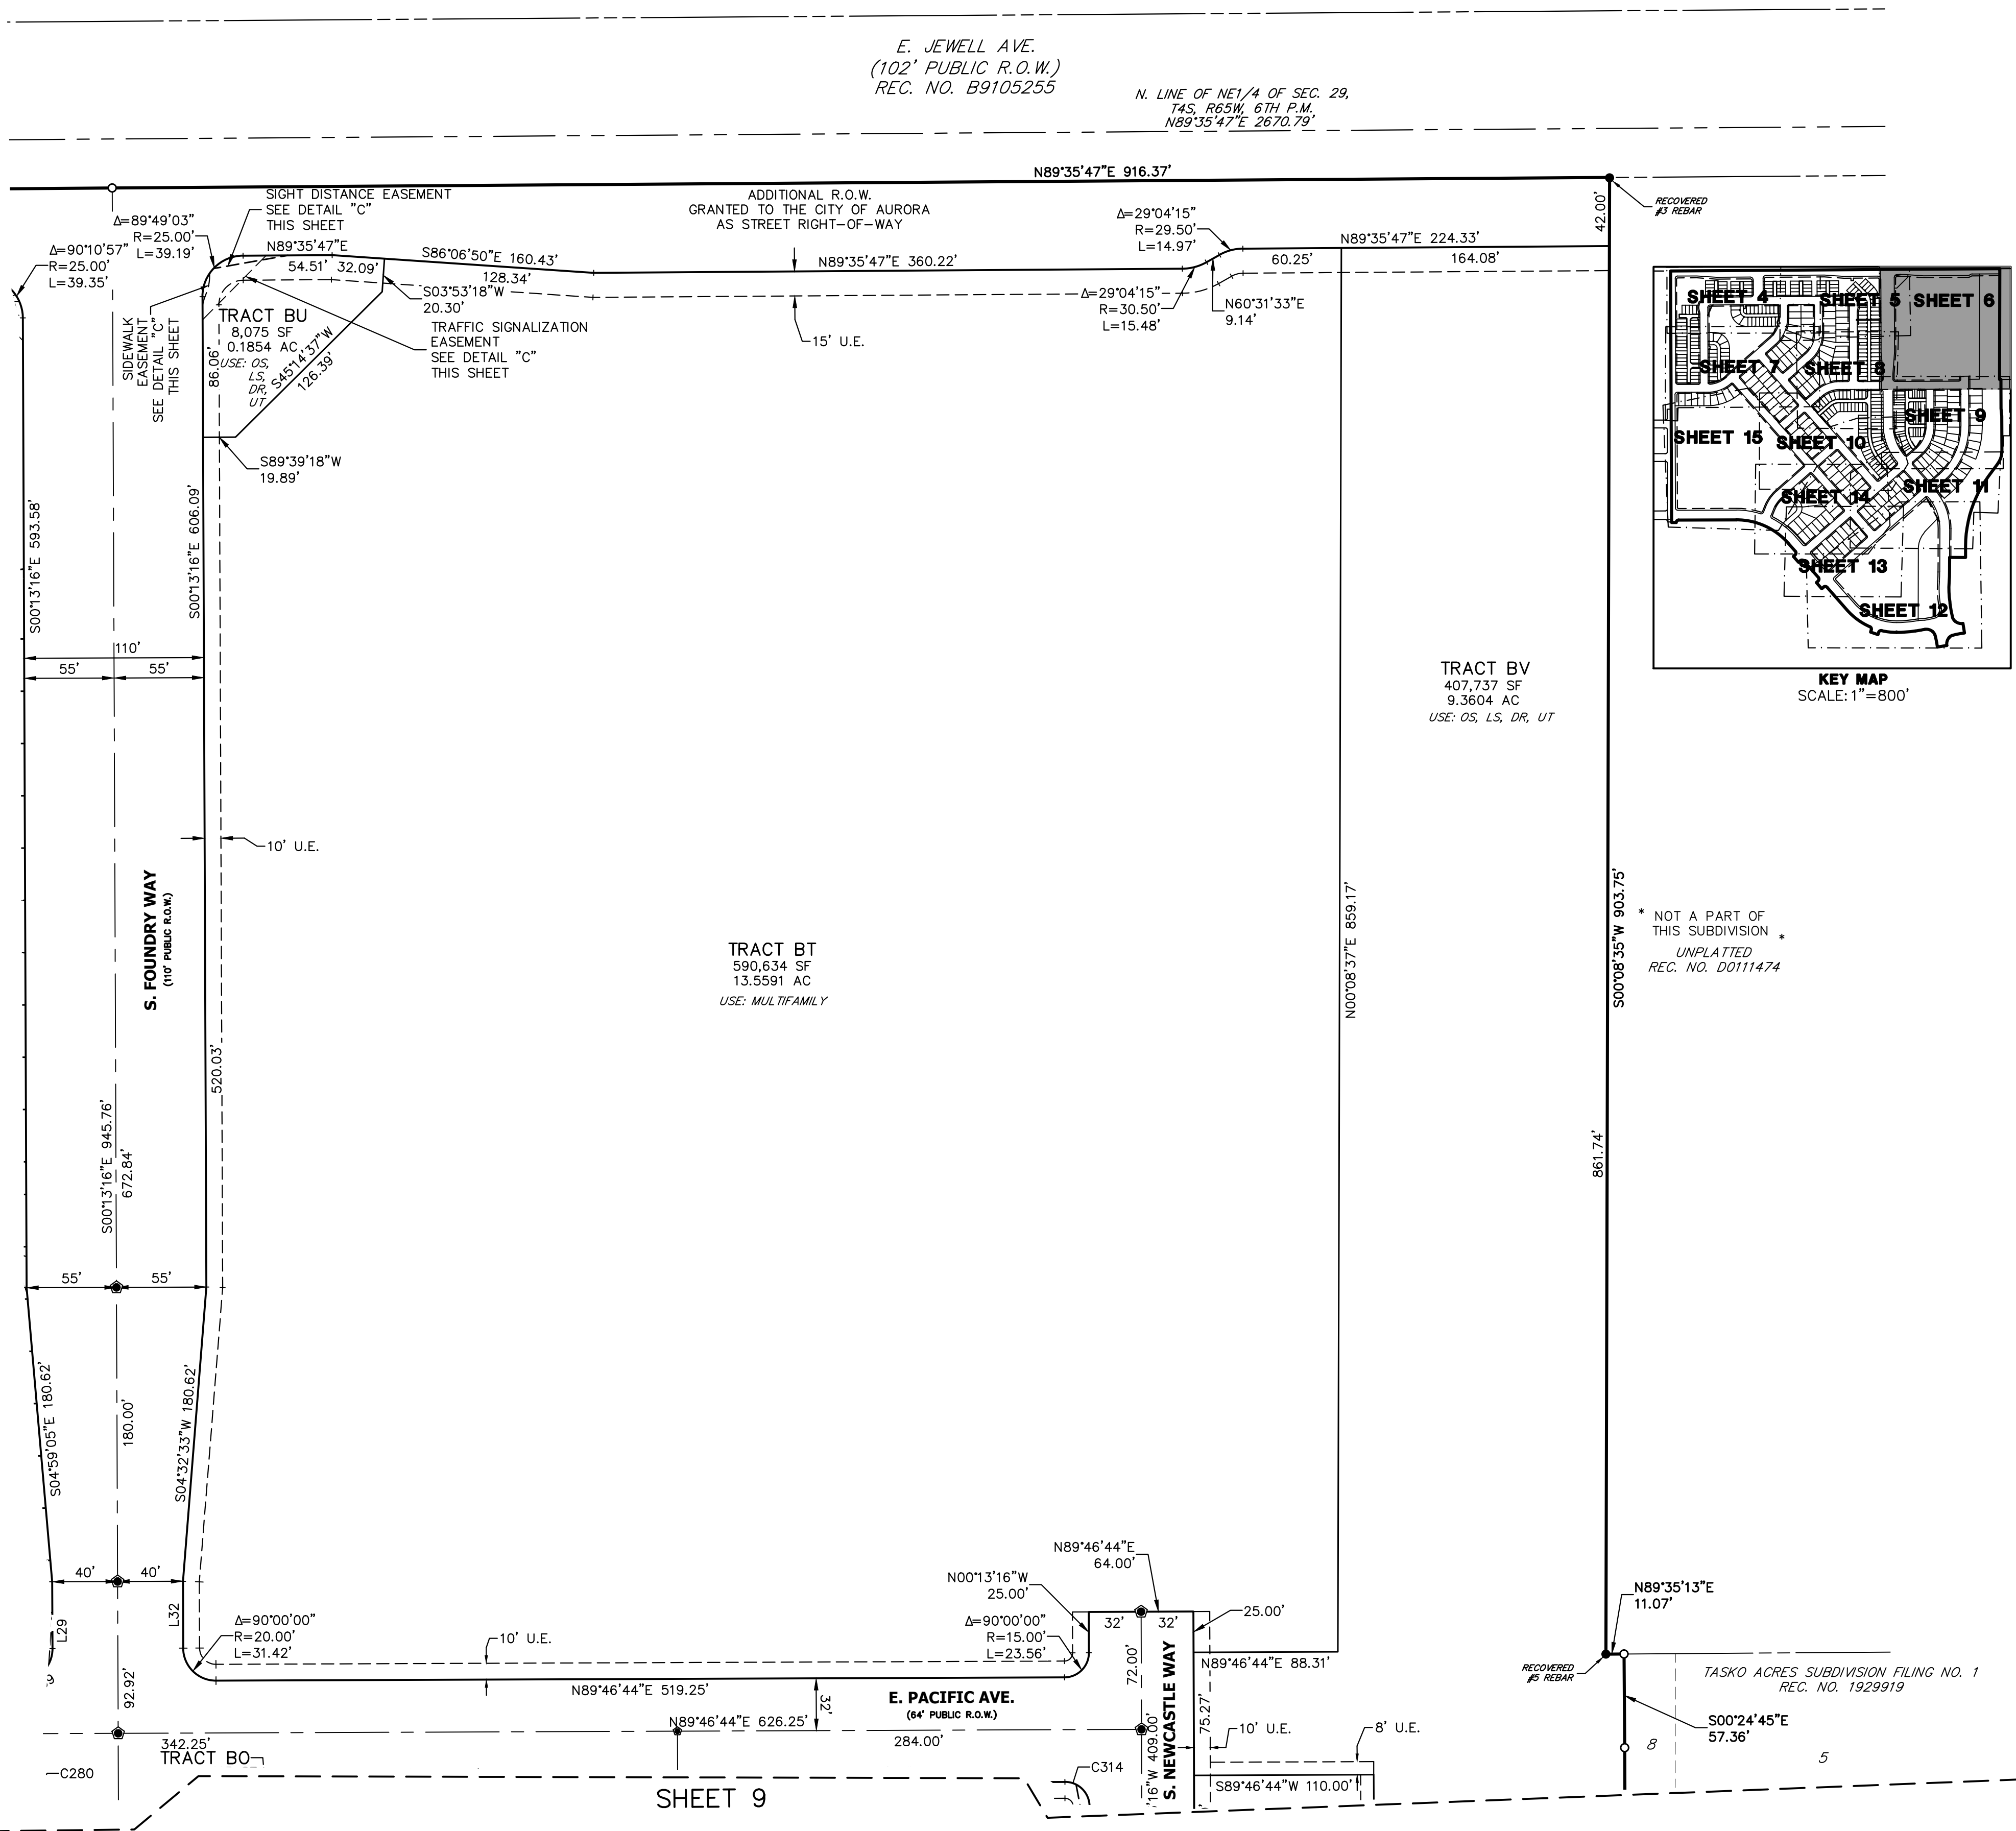 E. JEWELL AVE.
(102' PUBLIC R.O.W.)
REC. NO. B9105255
N. LINE OF NE1/4 OF SEC. 29,
T4S, R65W, 6TH P.M.
N89°35'47"E 2670.79'
N89°35'47"E 916.37'
RECOVERED
#3 REBAR
42.00'
SIGHT DISTANCE EASEMENT
SEE DETAIL "C"
THIS SHEET
ADDITIONAL R.O.W.
GRANTED TO THE CITY OF AURORA
AS STREET RIGHT-OF-WAY
Δ=89°49'03"
R=25.00'
L=39.19'
Δ=90°10'57"
R=25.00'
L=39.35'
N89°35'47"E
54.51'
32.09'
S86°06'50"E 160.43'
128.34'
N89°35'47"E 360.22'
Δ=29°04'15"
R=29.50'
L=14.97'
N89°35'47"E 224.33'
60.25'
164.08'
S03°53'18"W
20.30'
Δ=29°04'15"
R=30.50'
L=15.48'
N60°31'33"E
9.14'
15' U.E.
TRAFFIC SIGNALIZATION
EASEMENT
SEE DETAIL "C"
THIS SHEET
SIDEWALK
EASEMENT
SEE DETAIL "C"
THIS SHEET
TRACT BU
8,075 SF
0.1854 AC
USE: OS,
LS,
DR,
UT
86.06'
S45°14'37"W
126.39'
S89°39'18"W
19.89'
S00°13'16"E 593.58'
S00°13'16"E 606.09'
110'
55'
55'
10' U.E.
S. FOUNDRY WAY
(110' PUBLIC R.O.W.)
520.03'
S00°13'16"E 945.76'
672.84'
55'
55'
S04°59'05"E 180.62'
180.00'
S04°32'33"W 180.62'
40'
40'
L29
L32
92.92'
TRACT BT
590,634 SF
13.5591 AC
USE: MULTIFAMILY
TRACT BV
407,737 SF
9.3604 AC
USE: OS, LS, DR, UT
N00°08'37"E 859.17'
S00°08'35"W 903.75'
861.74'
* NOT A PART OF
THIS SUBDIVISION *
UNPLATTED
REC. NO. D0111474
SHEET 4
SHEET 5
SHEET 6
SHEET 7
SHEET 8
SHEET 9
SHEET 15
SHEET 10
SHEET 11
SHEET 14
SHEET 13
SHEET 12
KEY MAP
SCALE: 1"=800'
Δ=90°00'00"
R=20.00'
L=31.42'
10' U.E.
N89°46'44"E 519.25'
N89°46'44"E
64.00'
N00°13'16"W
25.00'
Δ=90°00'00"
R=15.00'
L=23.56'
32'
32'
25.00'
72.00'
N89°46'44"E 88.31'
S. NEWCASTLE WAY
75.27'
E. PACIFIC AVE.
(64' PUBLIC R.O.W.)
32'
N89°46'44"E 626.25'
342.25'
284.00'
16"W 409.00'
10' U.E.
8' U.E.
S89°46'44"W 110.00'
C314
TRACT BO
C280
SHEET 9
N89°35'13"E
11.07'
RECOVERED
#5 REBAR
TASKO ACRES SUBDIVISION FILING NO. 1
REC. NO. 1929919
S00°24'45"E
57.36'
8
5